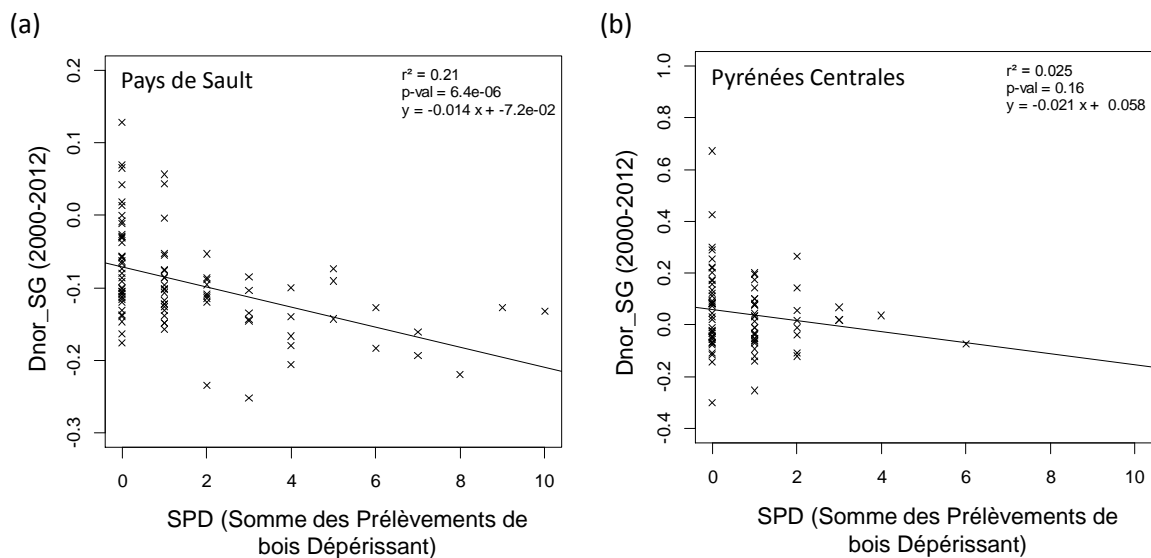 (a)
Pays de Sault
r² = 0.21
p-val = 6.4e-06
y = -0.014 x + -7.2e-02
Dnor_SG (2000-2012)
0.2
0.1
0.0
-0.1
-0.2
-0.3
0 2 4 6 8 10
SPD (Somme des Prélèvements de
bois Dépérissant)
(b)
Pyrénées Centrales
r² = 0.025
p-val = 0.16
y = -0.021 x + 0.058
Dnor_SG (2000-2012)
1.0
0.8
0.6
0.4
0.2
0.0
-0.2
-0.4
0 2 4 6 8 10
SPD (Somme des Prélèvements de
bois Dépérissant)